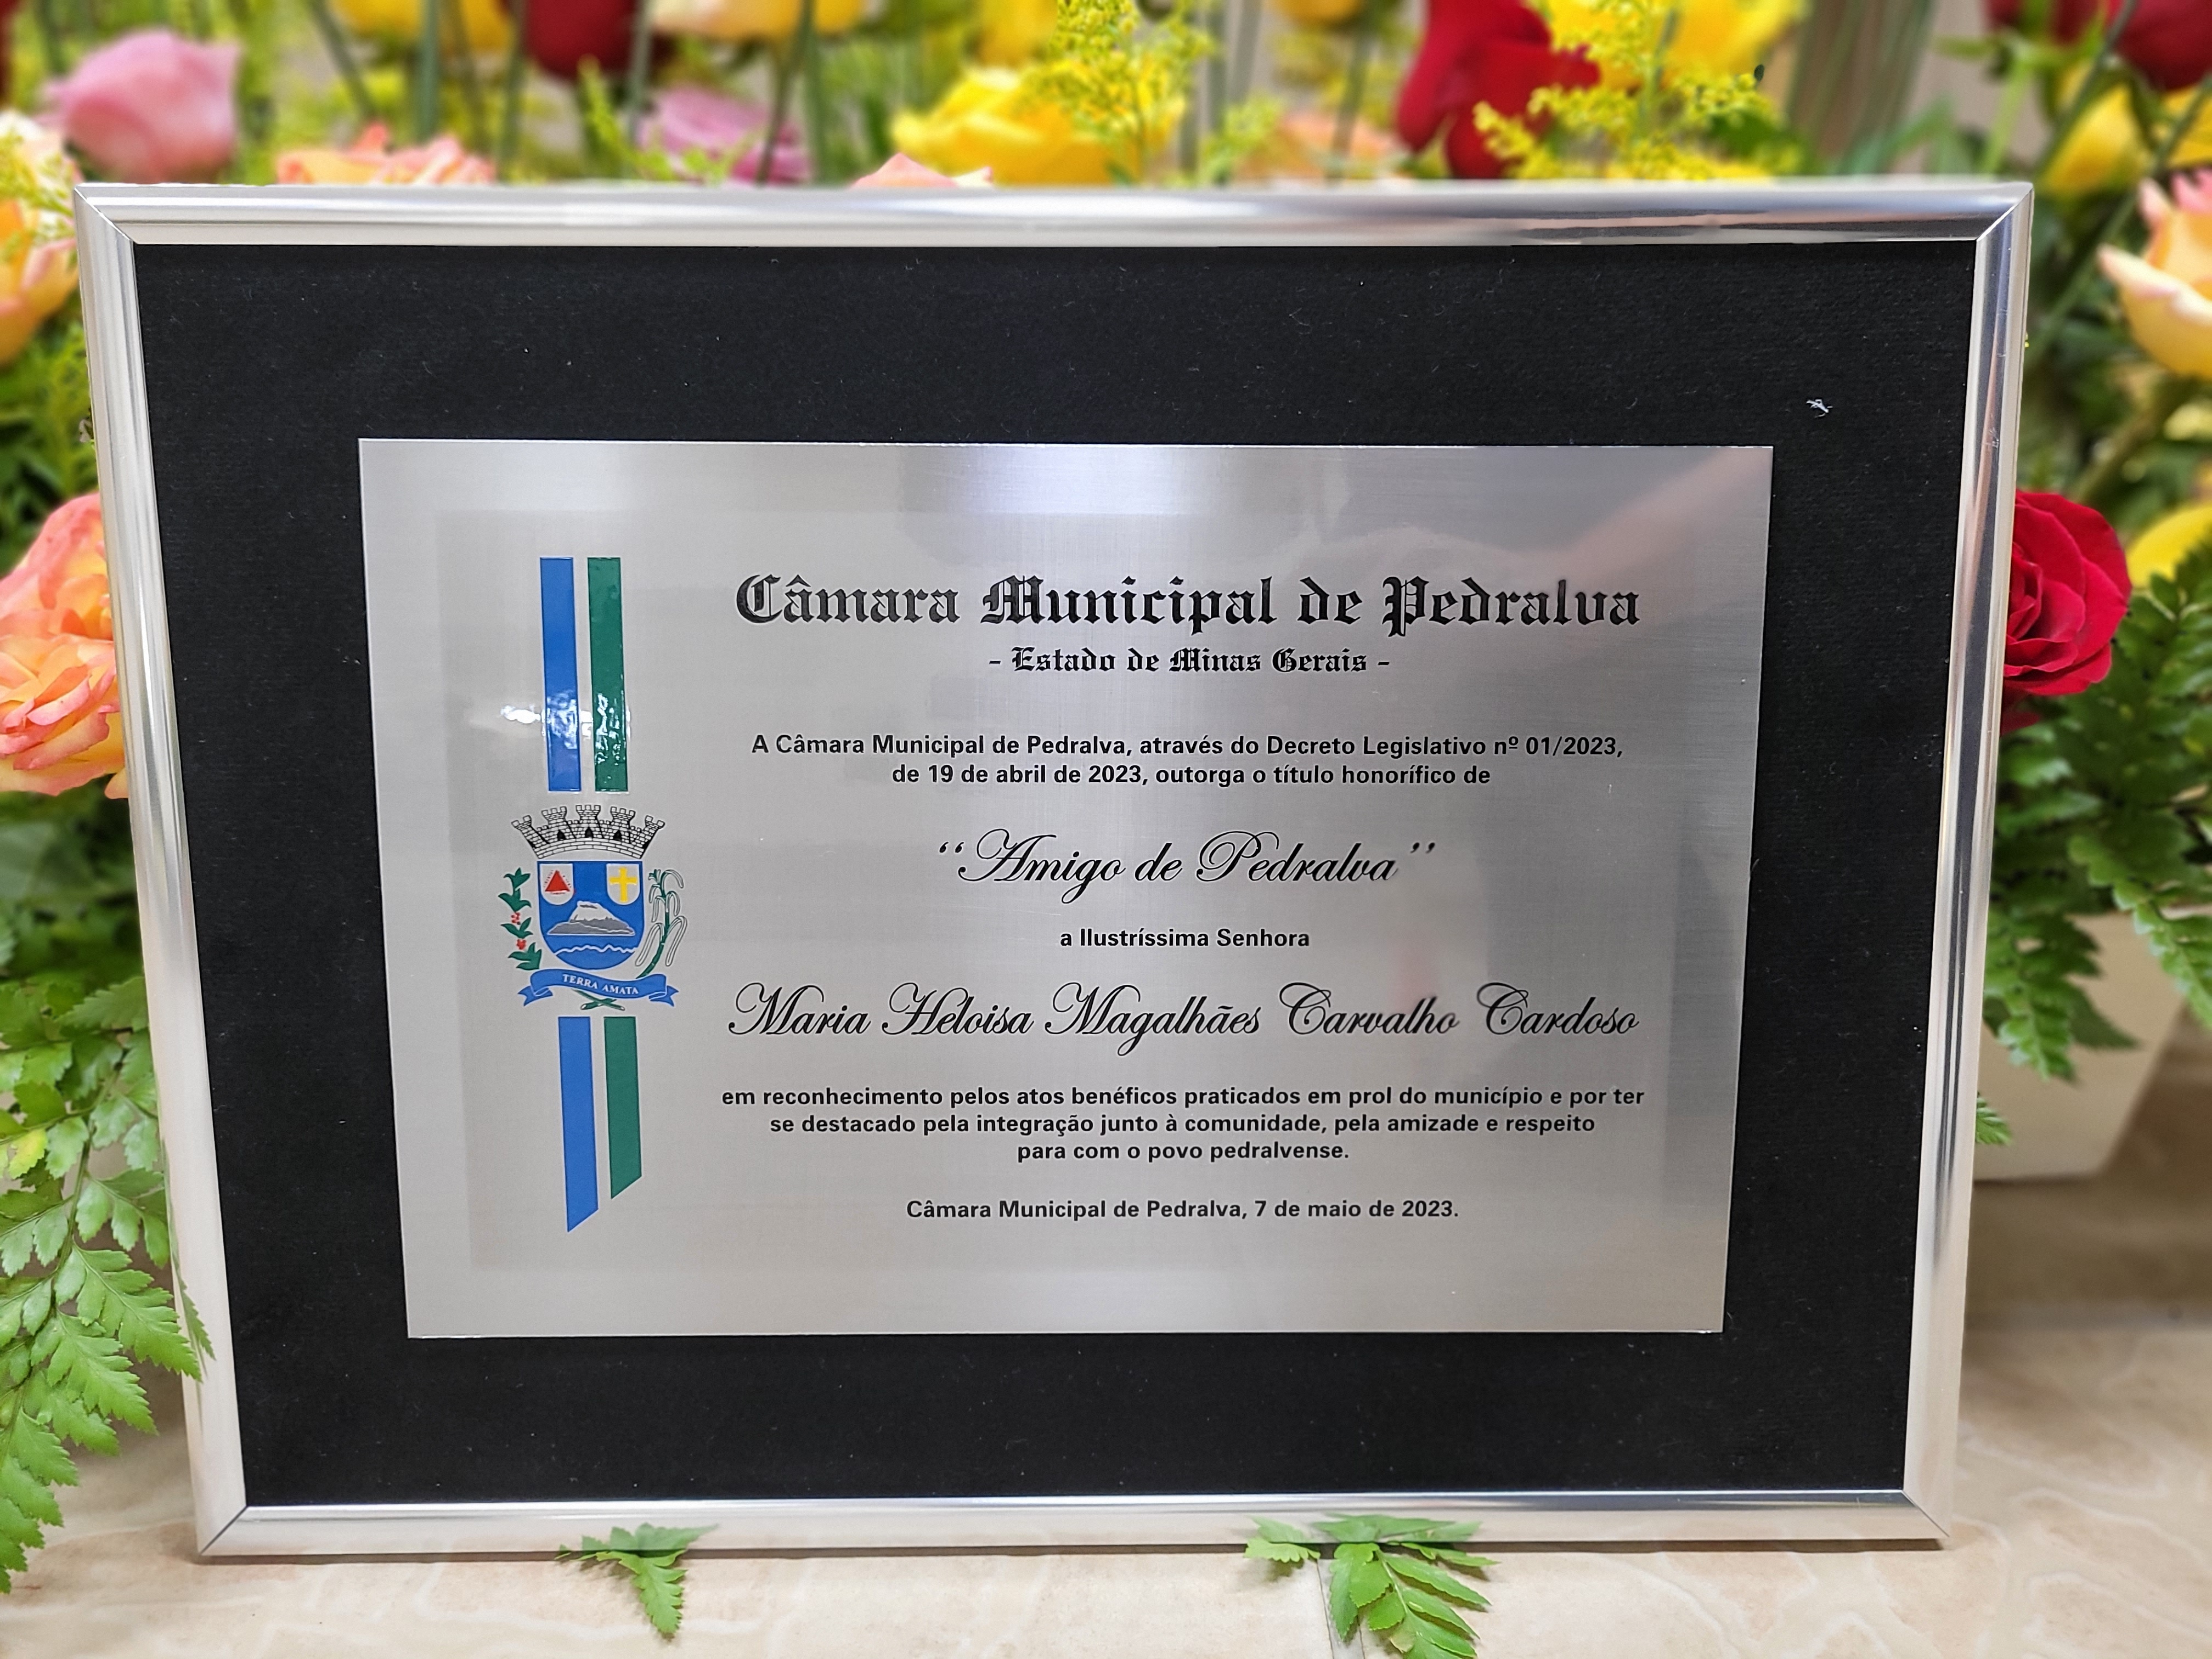 Câmara Municipal de Pedralva
- Estado de Minas Gerais -
A Câmara Municipal de Pedralva, através do Decreto Legislativo nº 01/2023,
de 19 de abril de 2023, outorga o título honorífico de
“Amigo de Pedralva”
a Ilustríssima Senhora
TERRA AMATA
Maria Heloisa Magalhães Carvalho Cardoso
em reconhecimento pelos atos benéficos praticados em prol do município e por ter
se destacado pela integração junto à comunidade, pela amizade e respeito
para com o povo pedralvense.
Câmara Municipal de Pedralva, 7 de maio de 2023.